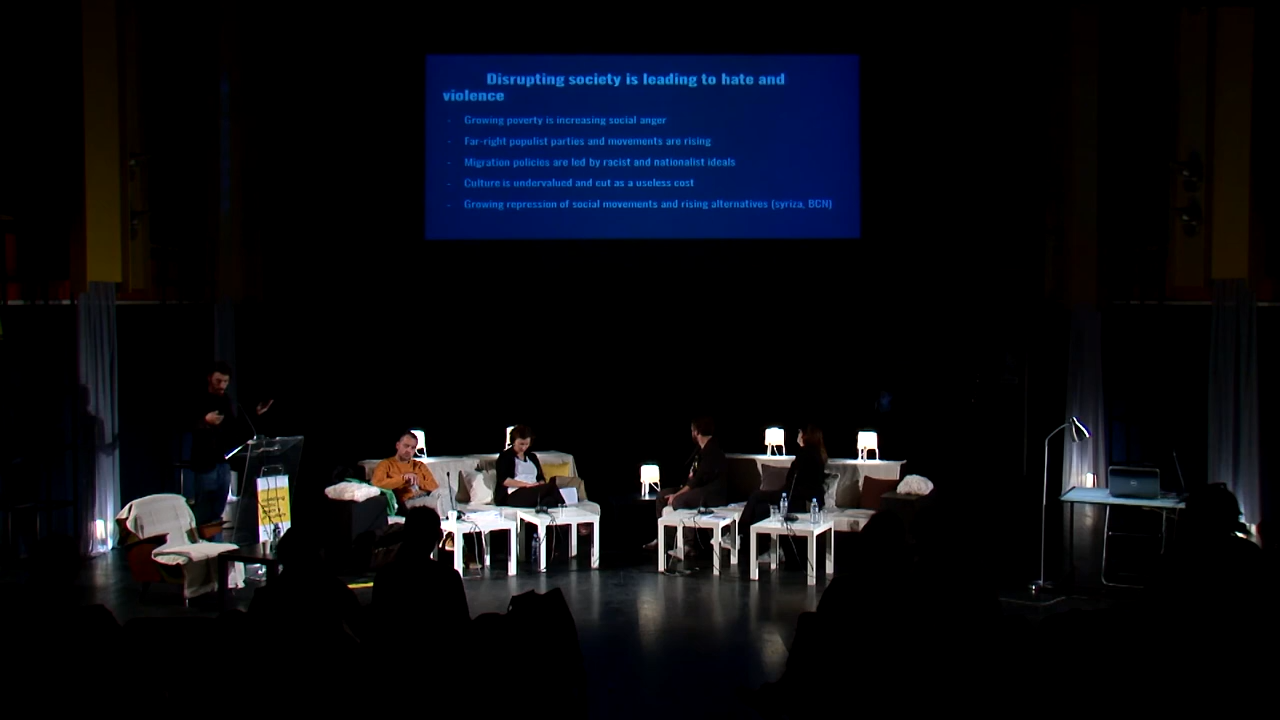 Disrupting society is leading to hate and
violence
- Growing poverty is increasing social anger
- Far-right populist parties and movements are rising
- Migration policies are led by racist and nationalist ideals
- Culture is undervalued and cut as a useless cost
- Growing repression of social movements and rising alternatives (syriza, BCN)